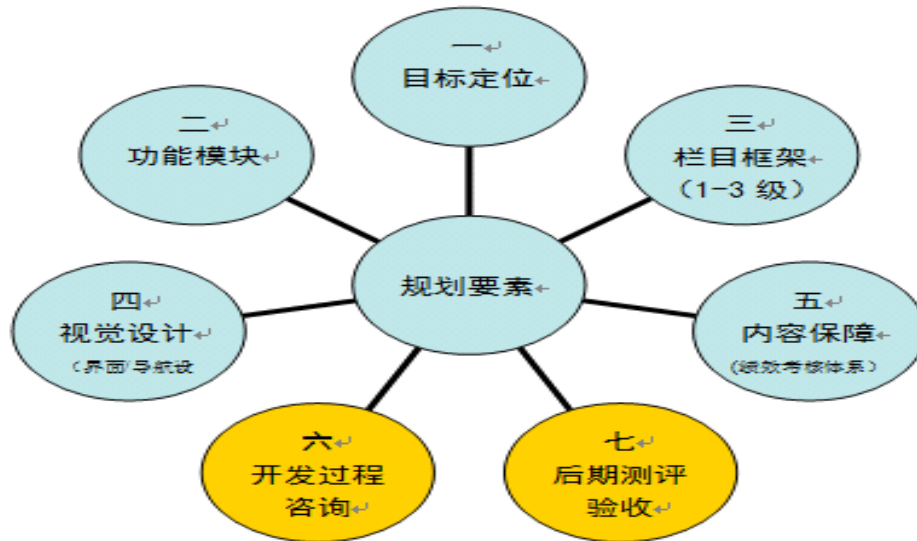 一
目标定位
二
功能模块
三
栏目框架
（1-3 级）
规划要素
四
视觉设计
（界面/导航设
五
内容保障
(绩效考核体系）
六
开发过程
咨询
七
后期测评
验收